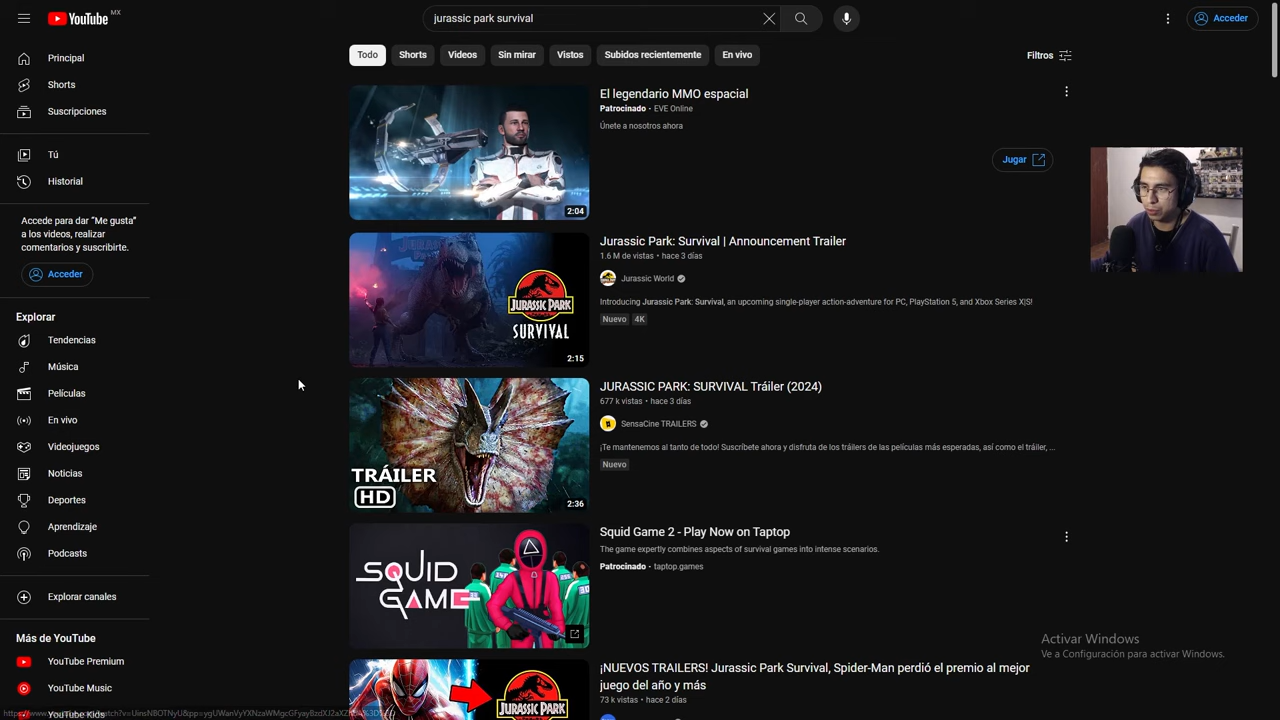 YouTube MX
jurassic park survival
Acceder
Todo
Shorts
Videos
Sin mirar
Vistos
Subidos recientemente
En vivo
Filtros
Principal
Shorts
Suscripciones
Tú
Historial
Accede para dar “Me gusta”
a los videos, realizar
comentarios y suscribirte.
Acceder
Explorar
Tendencias
Música
Películas
En vivo
Videojuegos
Noticias
Deportes
Aprendizaje
Podcasts
Explorar canales
Más de YouTube
YouTube Premium
YouTube Music
YouTube Kids
2:04
El legendario MMO espacial
Patrocinado • EVE Online
Únete a nosotros ahora
Jugar
JURASSIC PARK
SURVIVAL
2:15
Jurassic Park: Survival | Announcement Trailer
1.6 M de vistas • hace 3 días
Jurassic World
Introducing Jurassic Park: Survival, an upcoming single-player action-adventure for PC, PlayStation 5, and Xbox Series X|S!
Nuevo 4K
TRÁILER
HD
2:36
JURASSIC PARK: SURVIVAL Tráiler (2024)
677 k vistas • hace 3 días
SensaCine TRAILERS
¡Te mantenemos al tanto de todo! Suscríbete ahora y disfruta de los tráilers de las películas más esperadas, así como el tráiler, ...
Nuevo
SQUID
GAME
Squid Game 2 - Play Now on Taptop
The game expertly combines aspects of survival games into intense scenarios.
Patrocinado • taptop.games
JURASSIC PARK
¡NUEVOS TRAILERS! Jurassic Park Survival, Spider-Man perdió el premio al mejor
juego del año y más
73 k vistas • hace 2 días
Activar Windows
Ve a Configuración para activar Windows.